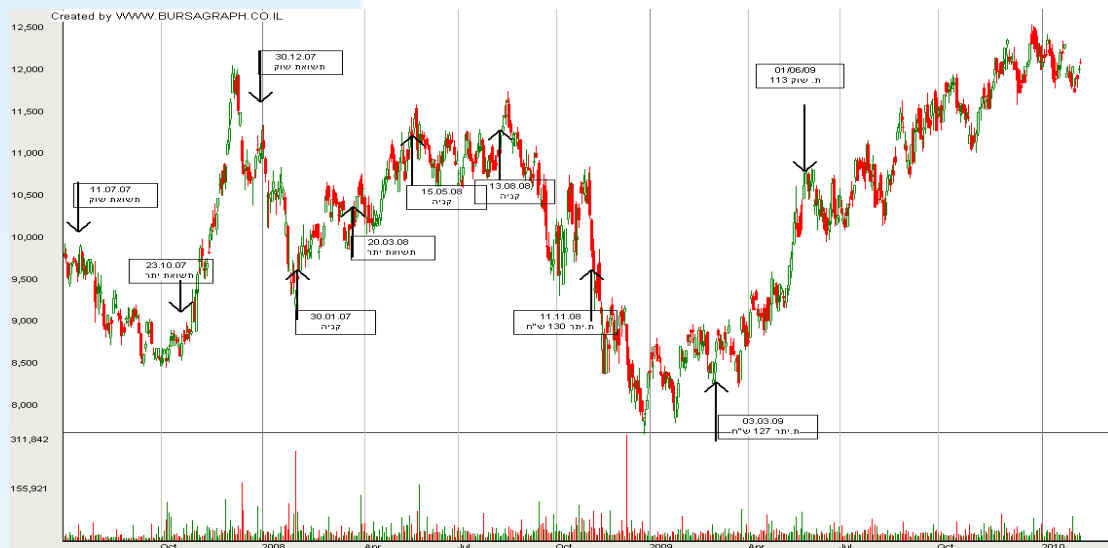 Created by WWW.BURSAGRAPH.CO.IL
12,500
12,000
11,500
11,000
10,500
10,000
9,500
9,000
8,500
8,000
311,842
155,921
11.07.07
תשואת שוק
23.10.07
תשואת יתר
30.12.07
תשואת שוק
30.01.07
קניה
20.03.08
תשואת יתר
15.05.08
קניה
13.08.08
קניה
11.11.08
ת.יתר 130 ש"ח
03.03.09
ת.יתר 127 ש"ח
01/06/09
ת. שוק 113
Oct
2008
Apr
Jul
Oct
2009
Apr
Jul
Oct
2010